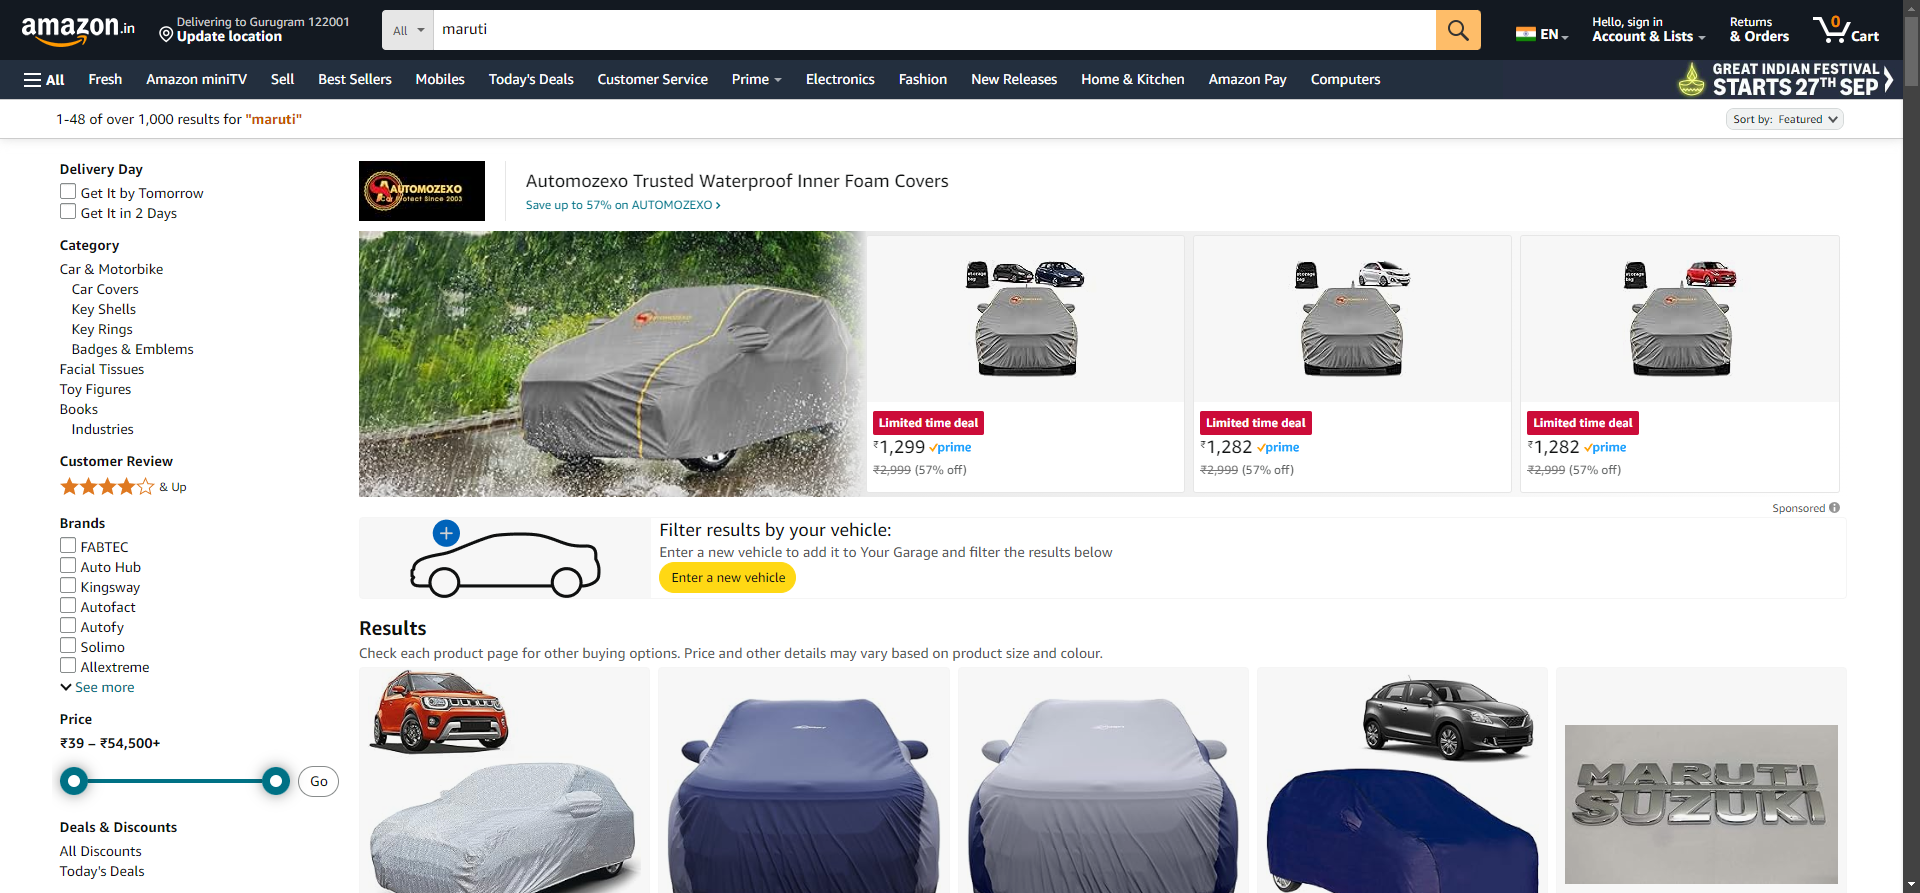 amazon.in
Delivering to Gurugram 122001
Update location
All
maruti
EN
Hello, sign in
Account & Lists
Returns
& Orders
0
Cart
All
Fresh
Amazon miniTV
Sell
Best Sellers
Mobiles
Today's Deals
Customer Service
Prime
Electronics
Fashion
New Releases
Home & Kitchen
Amazon Pay
Computers
GREAT INDIAN FESTIVAL
STARTS 27TH SEP
1-48 of over 1,000 results for "maruti"
Sort by: Featured
Delivery Day
Get It by Tomorrow
Get It in 2 Days
Category
Car & Motorbike
Car Covers
Key Shells
Key Rings
Badges & Emblems
Facial Tissues
Toy Figures
Books
Industries
Customer Review
& Up
Brands
FABTEC
Auto Hub
Kingsway
Autofact
Autofy
Solimo
Allextreme
See more
Price
₹39 – ₹54,500+
Go
Deals & Discounts
All Discounts
Today's Deals
AUTOMOZEXO
Car Protect Since 2003
Automozexo Trusted Waterproof Inner Foam Covers
Save up to 57% on AUTOMOZEXO
storage
bag
Limited time deal
₹1,299 prime
₹2,999 (57% off)
storage
bag
Limited time deal
₹1,282 prime
₹2,999 (57% off)
storage
bag
Limited time deal
₹1,282 prime
₹2,999 (57% off)
Sponsored
Filter results by your vehicle:
Enter a new vehicle to add it to Your Garage and filter the results below
Enter a new vehicle
Results
Check each product page for other buying options. Price and other details may vary based on product size and colour.
MARUTI
SUZUKI